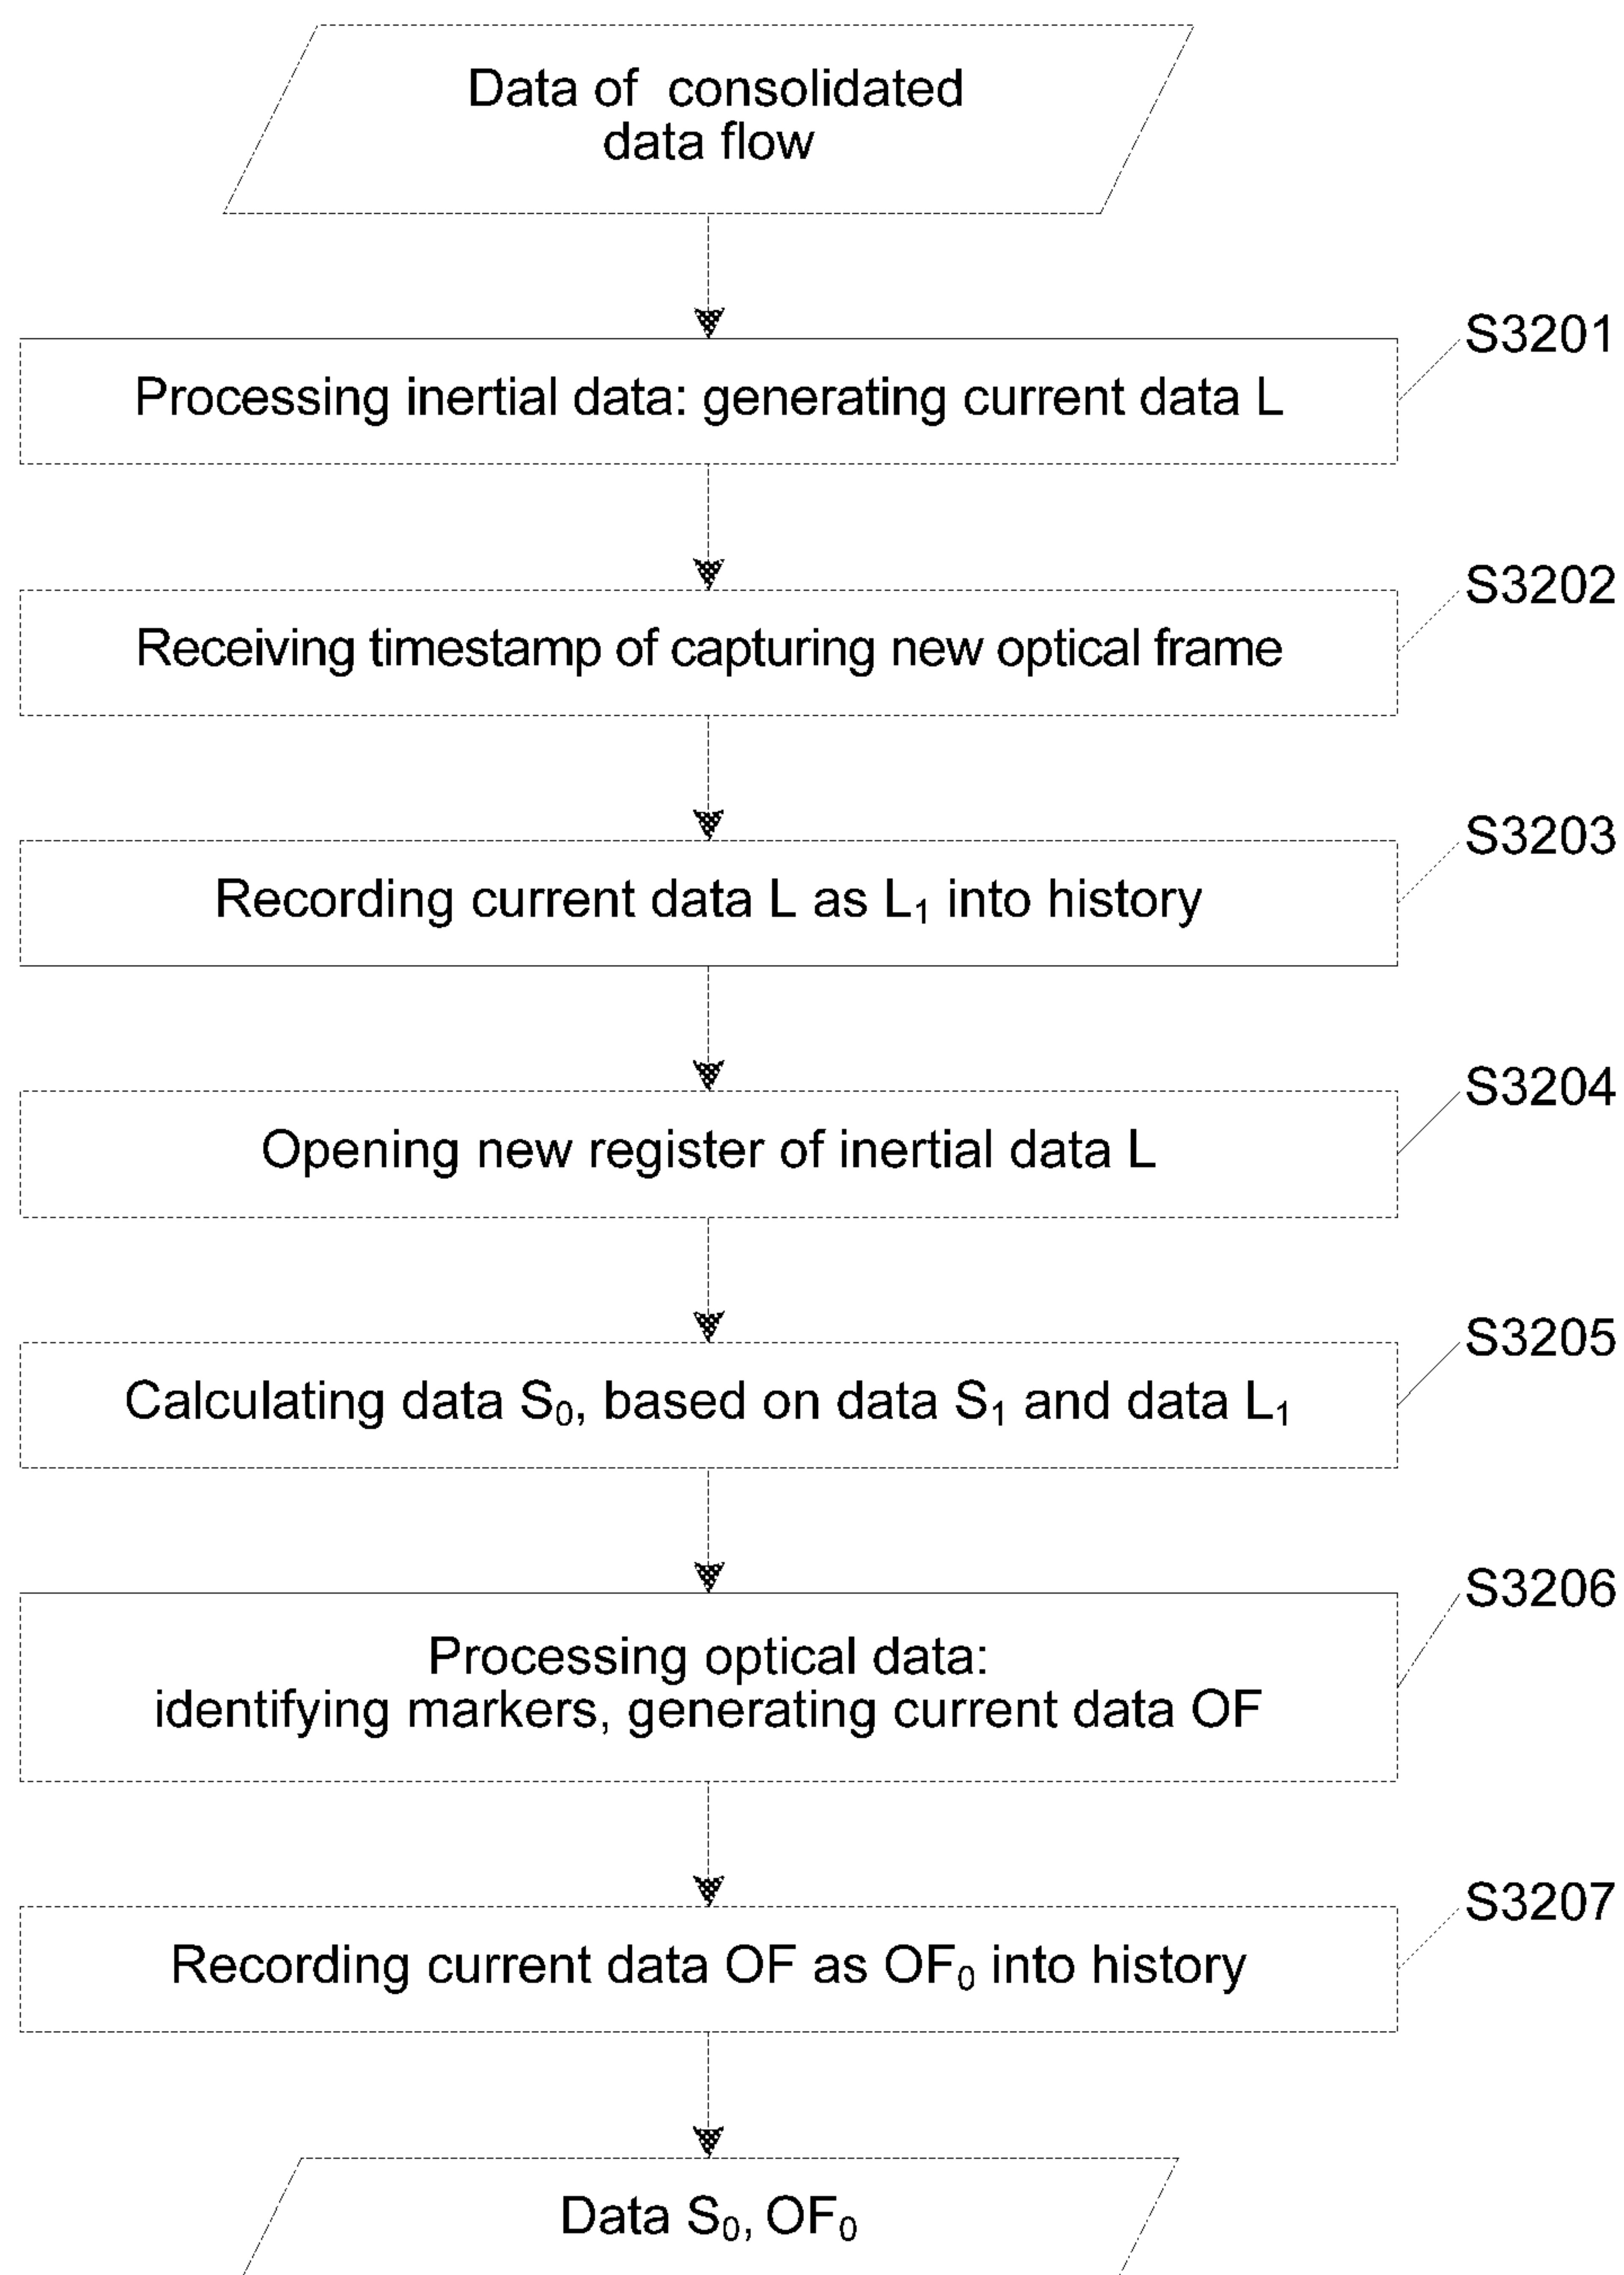 Data of consolidated
data flow
S3201
Processing inertial data: generating current data L
S3202
Receiving timestamp of capturing new optical frame
S3203
Recording current data L as L₁ into history
S3204
Opening new register of inertial data L
S3205
Calculating data S₀, based on data S₁ and data L₁
S3206
Processing optical data:
identifying markers, generating current data OF
S3207
Recording current data OF as OF₀ into history
Data S₀, OF₀